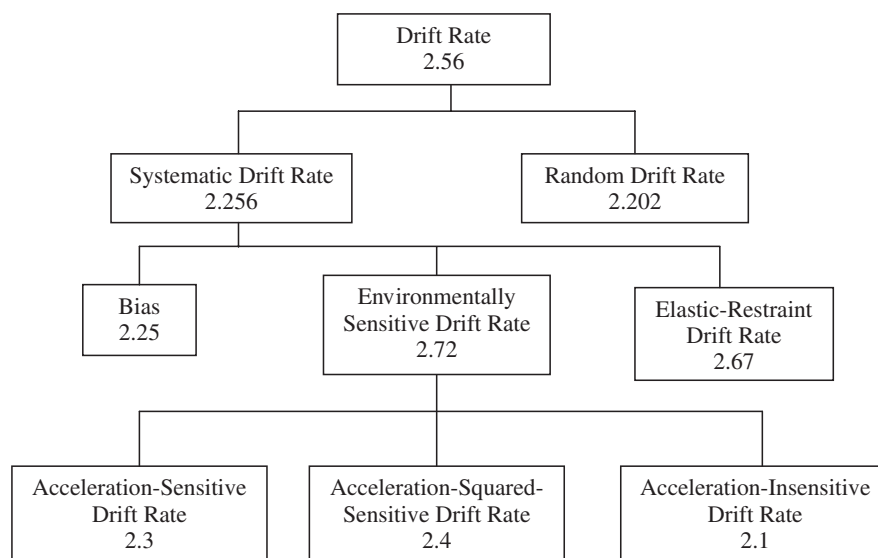 Drift Rate
2.56
Systematic Drift Rate
2.256
Random Drift Rate
2.202
Bias
2.25
Environmentally
Sensitive Drift Rate
2.72
Elastic-Restraint
Drift Rate
2.67
Acceleration-Sensitive
Drift Rate
2.3
Acceleration-Squared-
Sensitive Drift Rate
2.4
Acceleration-Insensitive
Drift Rate
2.1